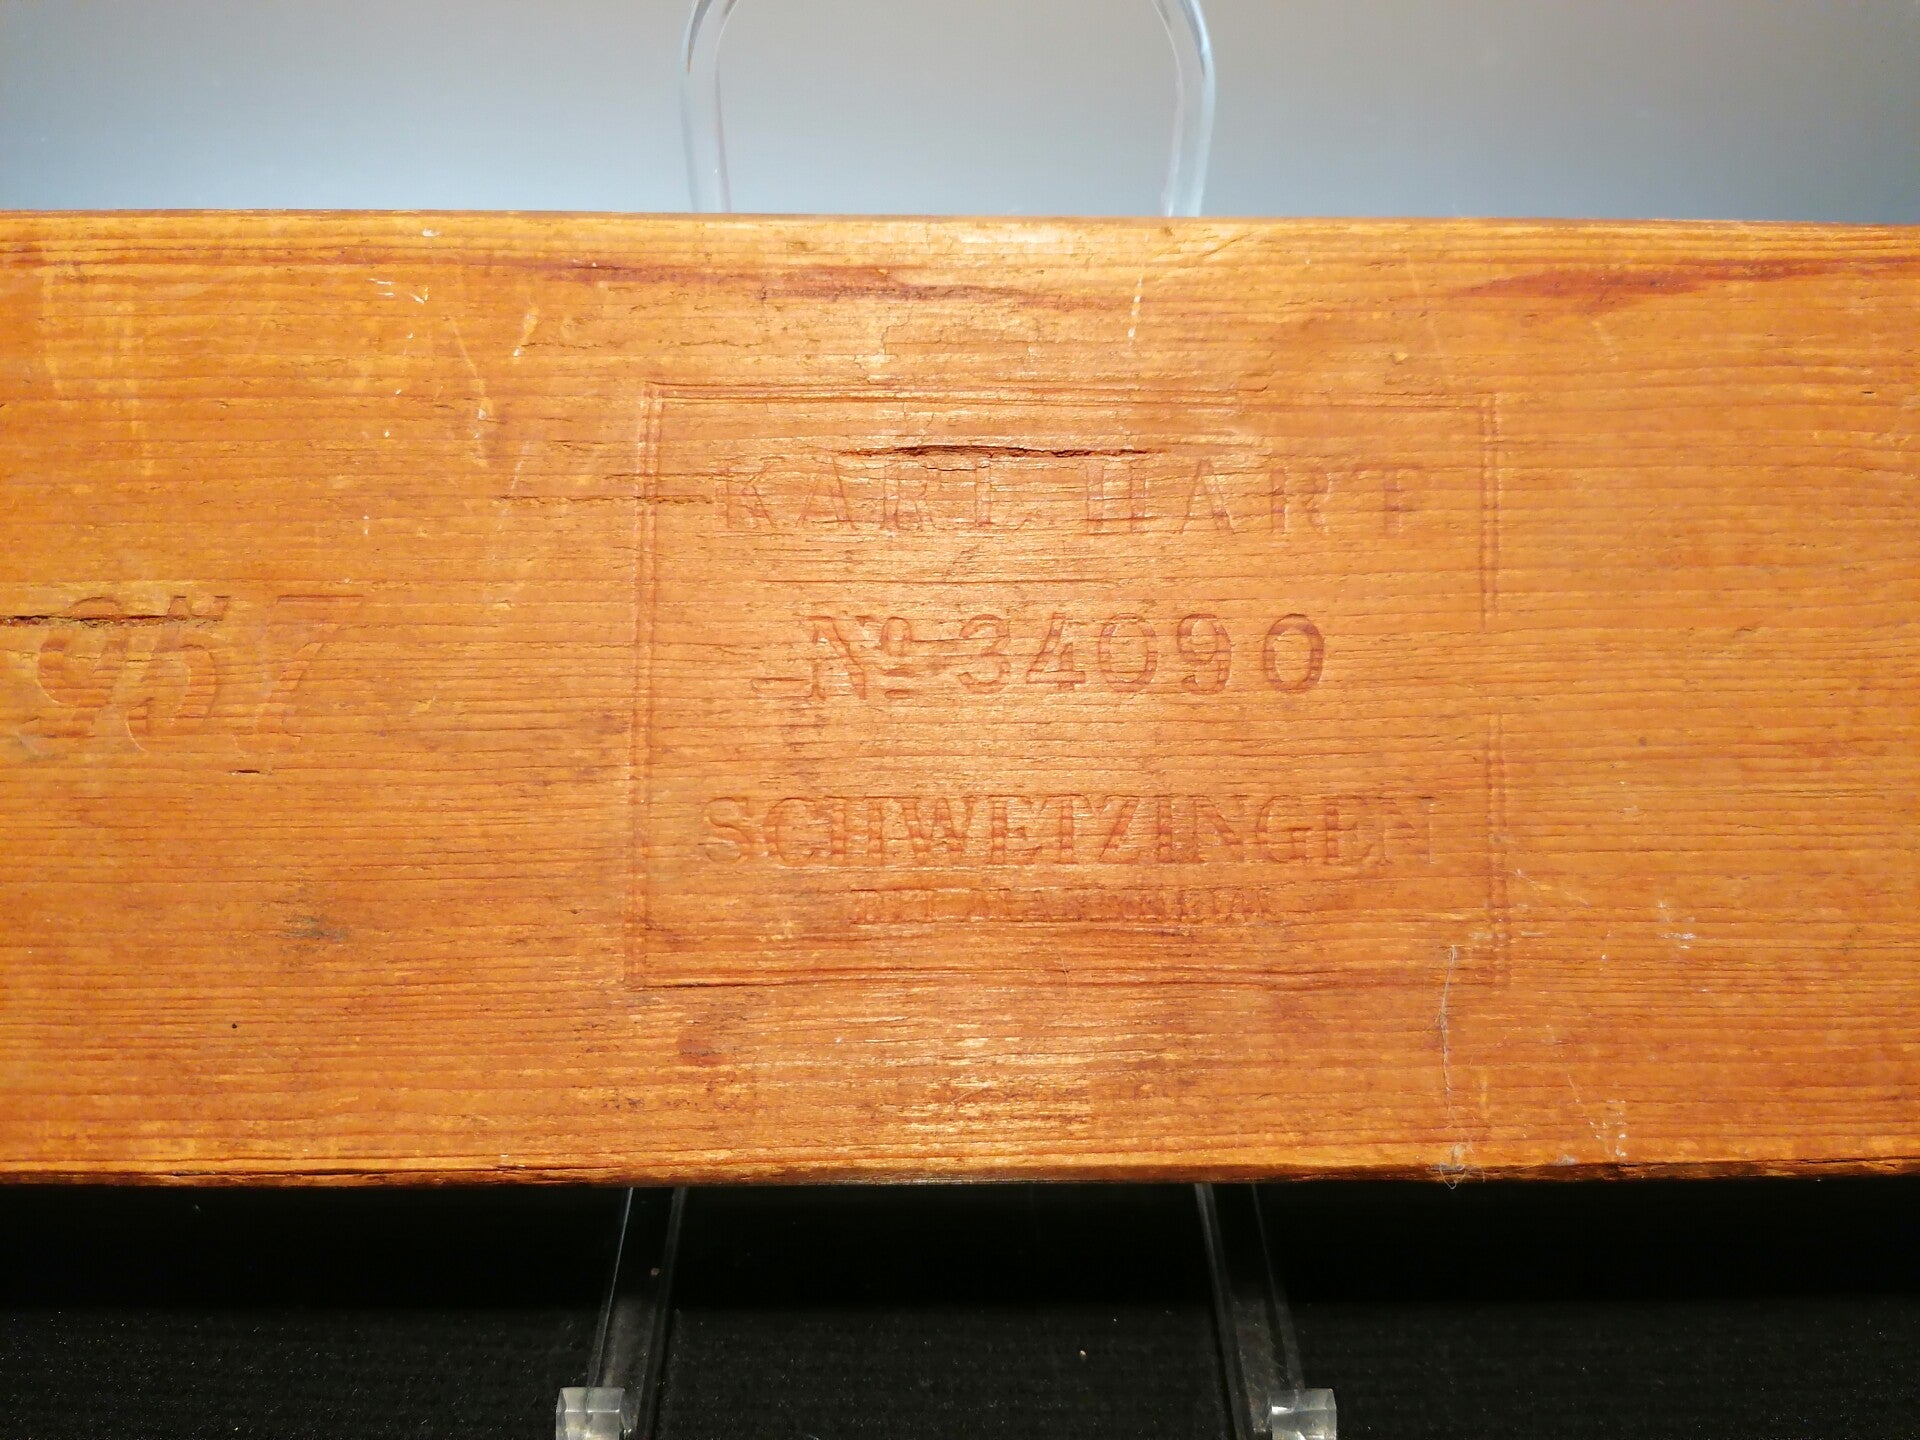 957
KARL HART
No 34090
SCHWETZINGEN